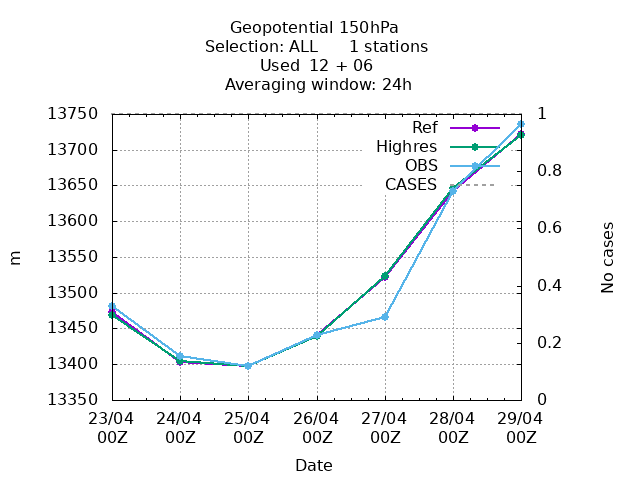 Geopotential 150hPa
Selection: ALL      1 stations
Used  12 + 06
Averaging window: 24h
13750
13700
13650
13600
13550
13500
13450
13400
13350
m
1
0.8
0.6
0.4
0.2
0
No cases
Ref
Highres
OBS
CASES
23/04 24/04 25/04 26/04 27/04 28/04 29/04
00Z 00Z 00Z 00Z 00Z 00Z 00Z
Date